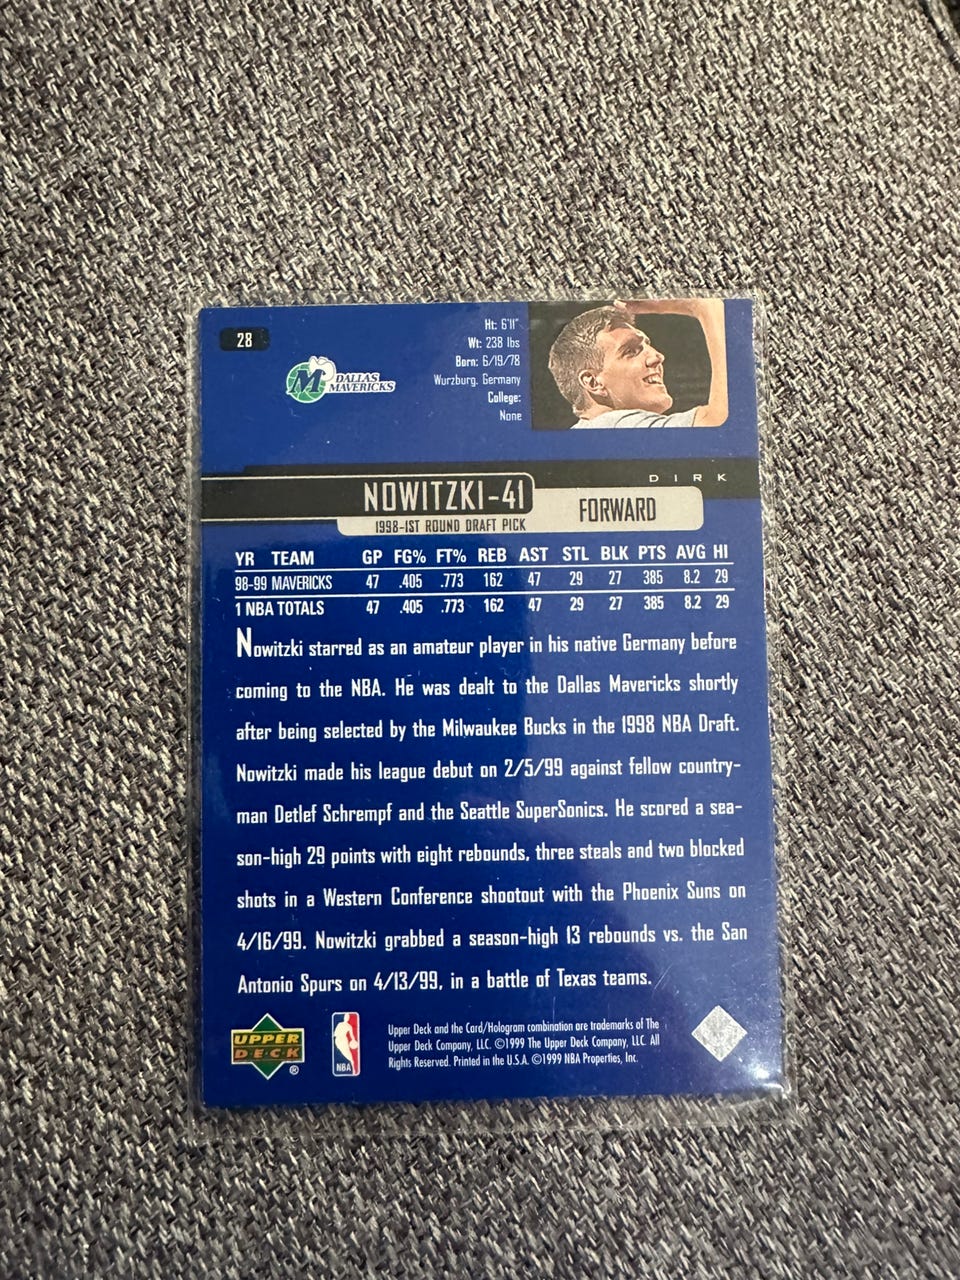 28
DALLAS
MAVERICKS
Ht: 6'11"
Wt: 238 lbs
Born: 6/19/78
Wurzburg, Germany
College:
None
DIRK
NOWITZKI-41
FORWARD
1998-1ST ROUND DRAFT PICK
YR TEAM GP FG% FT% REB AST STL BLK PTS AVG HI
98-99 MAVERICKS 47 .405 .773 162 47 29 27 385 8.2 29
1 NBA TOTALS 47 .405 .773 162 47 29 27 385 8.2 29
Nowitzki starred as an amateur player in his native Germany before
coming to the NBA. He was dealt to the Dallas Mavericks shortly
after being selected by the Milwaukee Bucks in the 1998 NBA Draft.
Nowitzki made his league debut on 2/5/99 against fellow country-
man Detlef Schrempf and the Seattle SuperSonics. He scored a sea-
son-high 29 points with eight rebounds, three steals and two blocked
shots in a Western Conference shootout with the Phoenix Suns on
4/16/99. Nowitzki grabbed a season-high 13 rebounds vs. the San
Antonio Spurs on 4/13/99, in a battle of Texas teams.
UPPER
DECK
®
NBA
Upper Deck and the Card/Hologram combination are trademarks of The
Upper Deck Company, LLC. ©1999 The Upper Deck Company, LLC. All
Rights Reserved. Printed in the U.S.A. ©1999 NBA Properties, Inc.